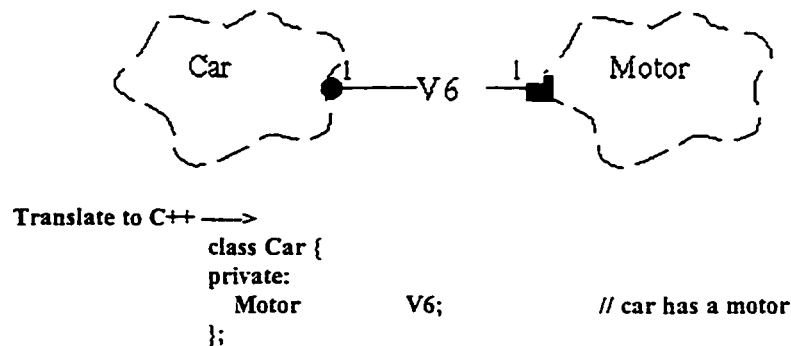 Car 1 V6 1 Motor
Translate to C++ —–>
class Car {
private:
Motor V6; // car has a motor
};